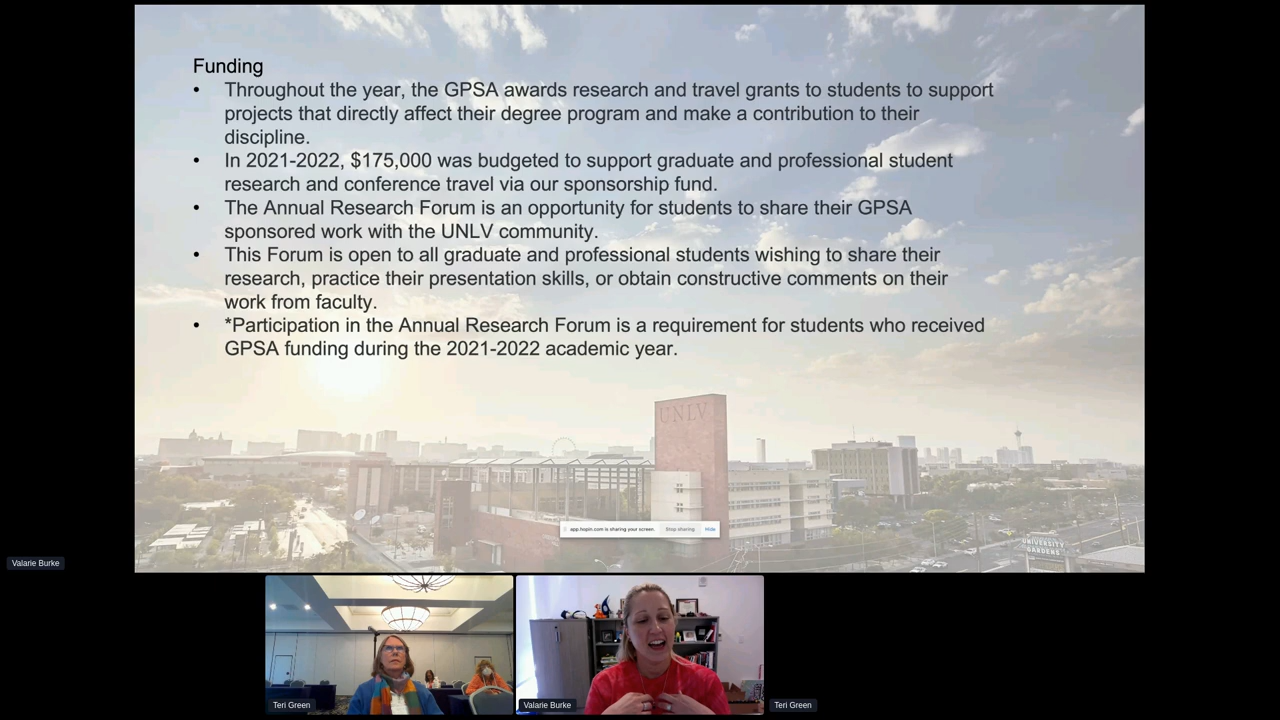 Funding
• Throughout the year, the GPSA awards research and travel grants to students to support
projects that directly affect their degree program and make a contribution to their
discipline.
• In 2021-2022, $175,000 was budgeted to support graduate and professional student
research and conference travel via our sponsorship fund.
• The Annual Research Forum is an opportunity for students to share their GPSA
sponsored work with the UNLV community.
• This Forum is open to all graduate and professional students wishing to share their
research, practice their presentation skills, or obtain constructive comments on their
work from faculty.
• *Participation in the Annual Research Forum is a requirement for students who received
GPSA funding during the 2021-2022 academic year.
UNLV
app.hopin.com is sharing your screen. Stop sharing Hide
UNIVERSITY
GARDENS
Valarie Burke
Teri Green
Valarie Burke
Teri Green